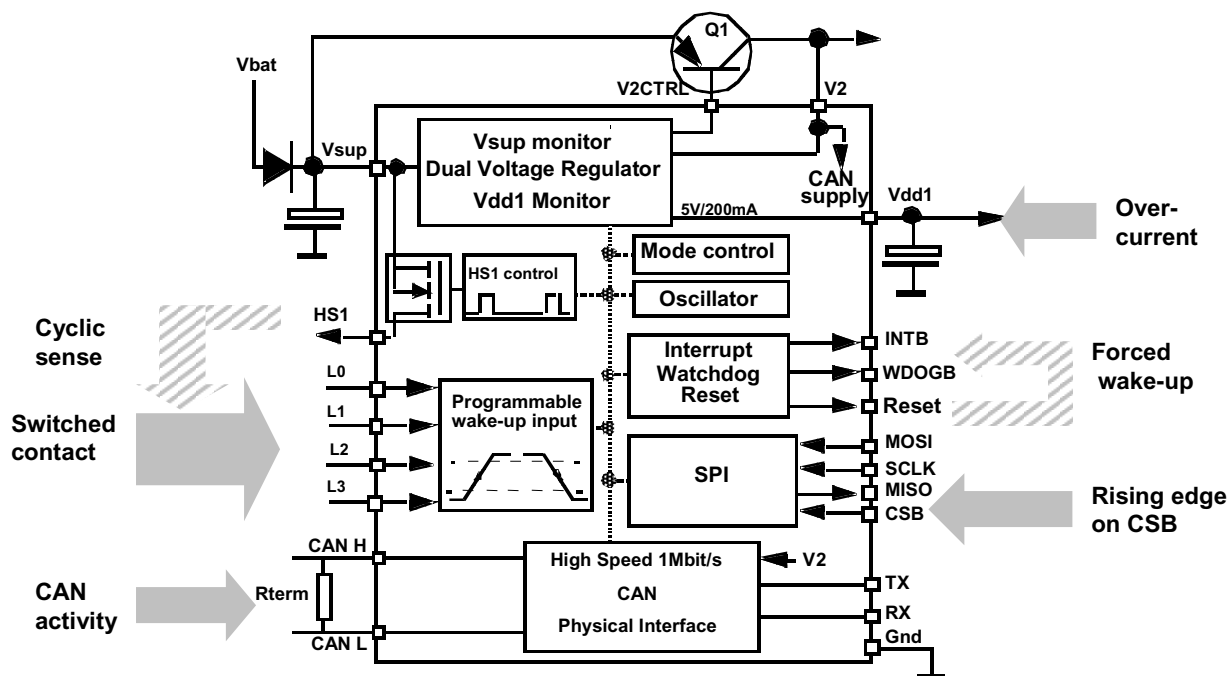 Q1
Vbat
V2CTRL
V2
Vsup
Vsup monitor
Dual Voltage Regulator
Vdd1 Monitor
CAN
supply
Vdd1
5V/200mA
Over-
current
Mode control
HS1 control
Oscillator
HS1
Cyclic
sense
Interrupt
Watchdog
Reset
INTB
WDOGB
Reset
Forced
wake-up
L0
L1
L2
L3
Programmable
wake-up input
Switched
contact
SPI
MOSI
SCLK
MISO
CSB
Rising edge
on CSB
CAN H
Rterm
CAN L
CAN
activity
High Speed 1Mbit/s
CAN
Physical Interface
V2
TX
RX
Gnd